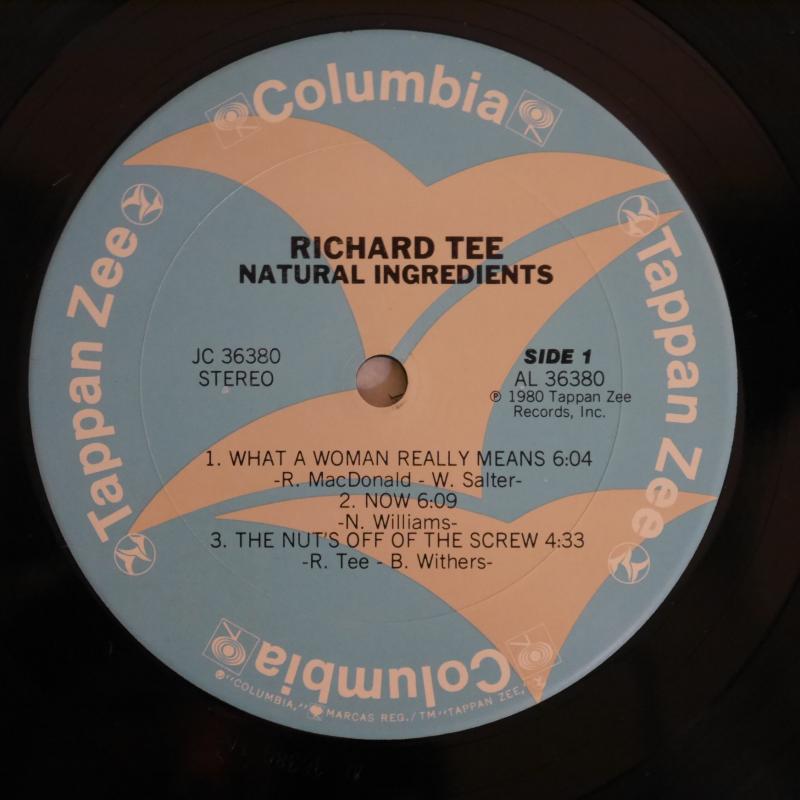 Columbia
Tappan Zee
Tappan Zee
RICHARD TEE
NATURAL INGREDIENTS
JC 36380
STEREO
SIDE 1
AL 36380
℗ 1980 Tappan Zee
Records, Inc.
1. WHAT A WOMAN REALLY MEANS 6:04
-R. MacDonald - W. Salter-
2. NOW 6:09
-N. Williams-
3. THE NUT'S OFF OF THE SCREW 4:33
-R. Tee - B. Withers-
Columbia
"COLUMBIA," MARCAS REG./TM "TAPPAN ZEE,"